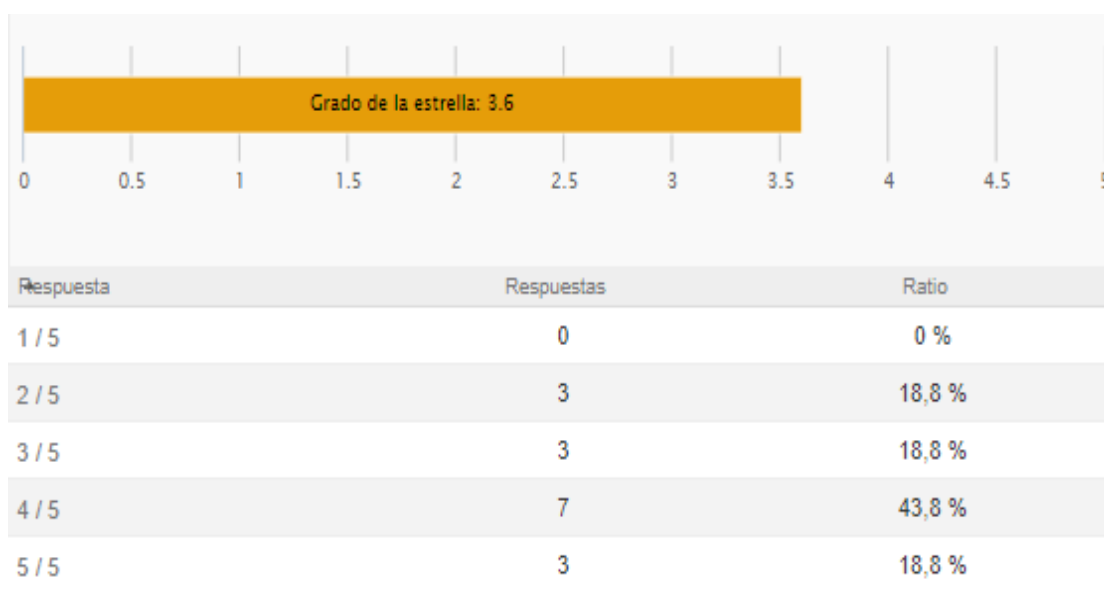 Grado de la estrella: 3.6
0 0.5 1 1.5 2 2.5 3 3.5 4 4.5 5
Respuesta Respuestas Ratio
1 / 5 0 0 %
2 / 5 3 18,8 %
3 / 5 3 18,8 %
4 / 5 7 43,8 %
5 / 5 3 18,8 %